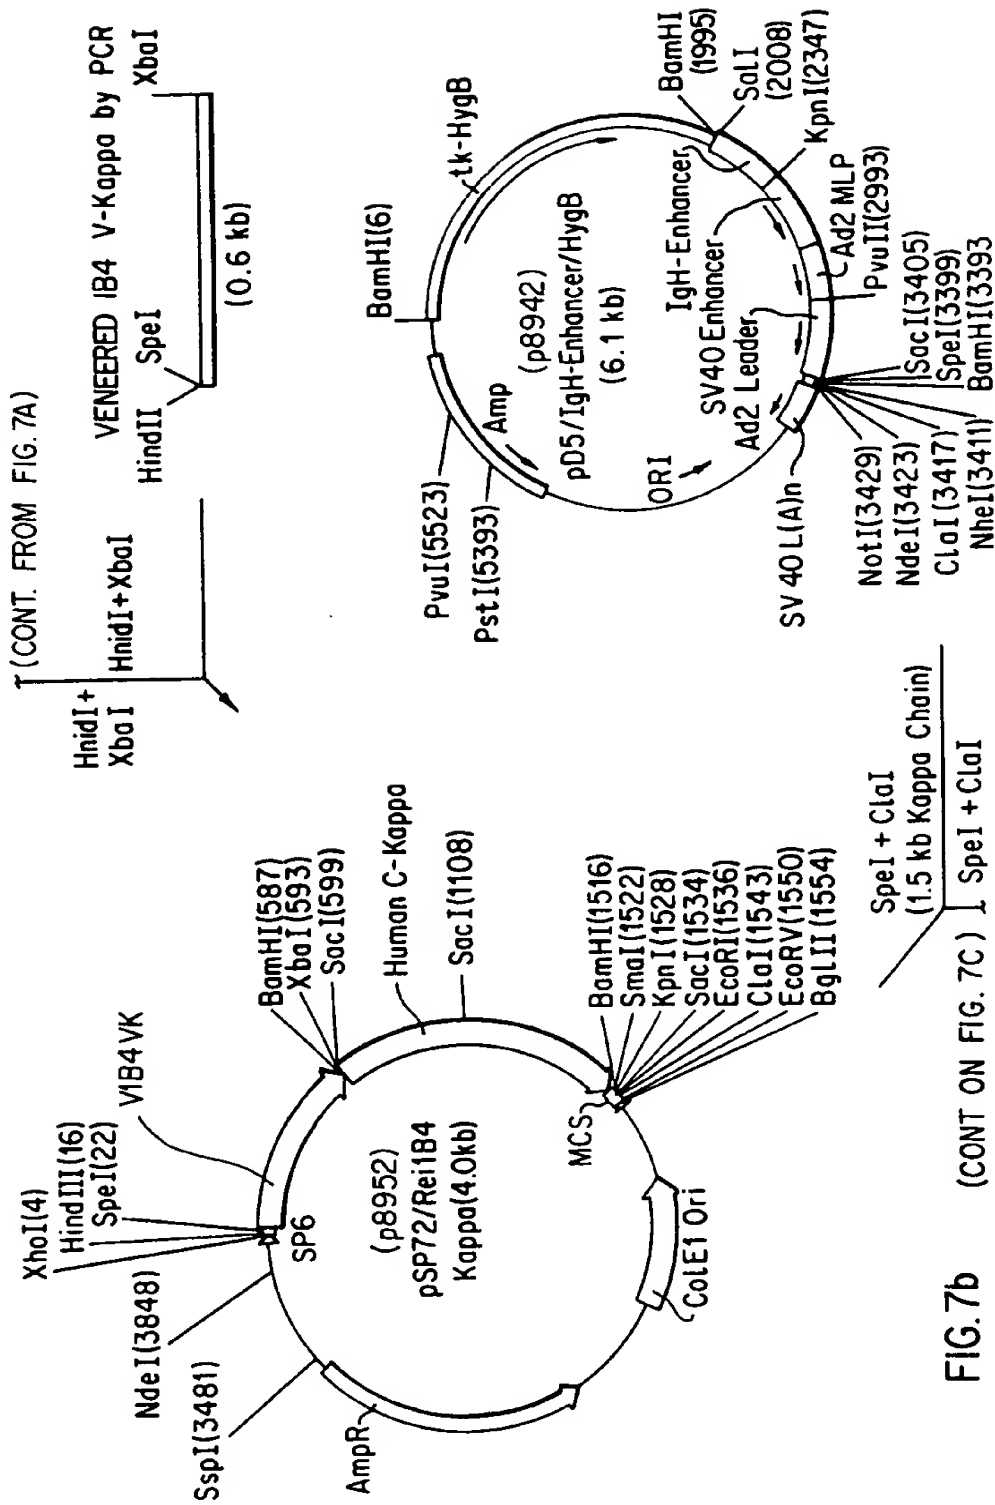 (CONT. FROM FIG. 7A)
HnidI+
XbaI
HnidI+XbaI
VENEERED IB4 V-Kappa by PCR
HindII
SpeI
XbaI
(0.6 kb)
XhoI(4)
HindIII(16)
SpeI(22)
NdeI(3848)
SspI(3481)
V1B4VK
SP6
BamHI(587)
XbaI(593)
SacI(599)
Human C-Kappa
SacI(1108)
(p8952)
pSP72/Rei1B4
Kappa(4.0kb)
AmpR
ColE1 Ori
MCS
BamHI(1516)
SmaI(1522)
KpnI(1528)
SacI(1534)
EcoRI(1536)
ClaI(1543)
EcoRV(1550)
BglII(1554)
BamHI(6)
PvuI(5523)
PstI(5393)
Amp
tk-HygB
(p8942)
pD5/IgH-Enhancer/HygB
(6.1 kb)
ORI
BamHI
(1995)
SalI
(2008)
KpnI(2347)
IgH-Enhancer
SV40 Enhancer
Ad2 Leader
Ad2 MLP
PvuII(2993)
SV40L(A)n
SacI(3405)
SpeI(3399)
BamHI(3393
NotI(3429)
NdeI(3423)
ClaI(3417)
NheI(3411)
SpeI + ClaI
(1.5 kb Kappa Chain)
SpeI + ClaI
(CONT ON FIG. 7C)
FIG. 7b